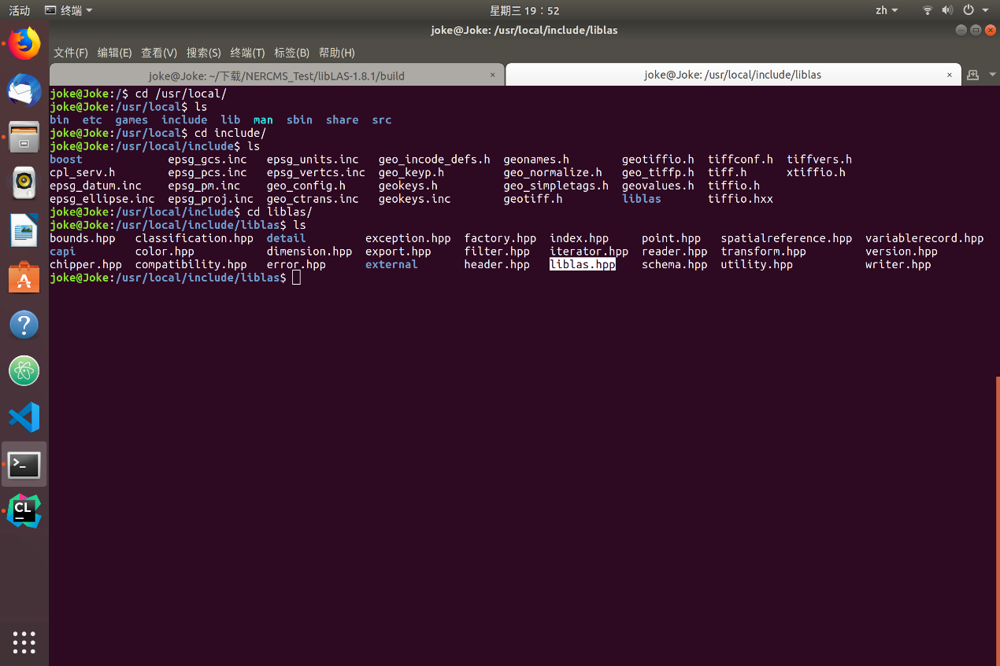 活动 终端 星期三 19：52 zh
joke@Joke: /usr/local/include/liblas
文件(F) 编辑(E) 查看(V) 搜索(S) 终端(T) 标签(B) 帮助(H)
joke@Joke: ~/下载/NERCMS_Test/libLAS-1.8.1/build × joke@Joke: /usr/local/include/liblas ×
joke@Joke:/$ cd /usr/local/
joke@Joke:/usr/local$ ls
bin etc games include lib man sbin share src
joke@Joke:/usr/local$ cd include/
joke@Joke:/usr/local/include$ ls
boost epsg_gcs.inc epsg_units.inc geo_incode_defs.h geonames.h geotiffio.h tiffconf.h tiffvers.h
cpl_serv.h epsg_pcs.inc epsg_vertcs.inc geo_keyp.h geo_normalize.h geo_tiffp.h tiff.h xtiffio.h
epsg_datum.inc epsg_pm.inc geo_config.h geokeys.h geo_simpletags.h geovalues.h tiffio.h
epsg_ellipse.inc epsg_proj.inc geo_ctrans.inc geokeys.inc geotiff.h liblas tiffio.hxx
joke@Joke:/usr/local/include$ cd liblas/
joke@Joke:/usr/local/include/liblas$ ls
bounds.hpp classification.hpp detail exception.hpp factory.hpp index.hpp point.hpp spatialreference.hpp variablerecord.hpp
capi color.hpp dimension.hpp export.hpp filter.hpp iterator.hpp reader.hpp transform.hpp version.hpp
chipper.hpp compatibility.hpp error.hpp external header.hpp liblas.hpp schema.hpp utility.hpp writer.hpp
joke@Joke:/usr/local/include/liblas$
CL